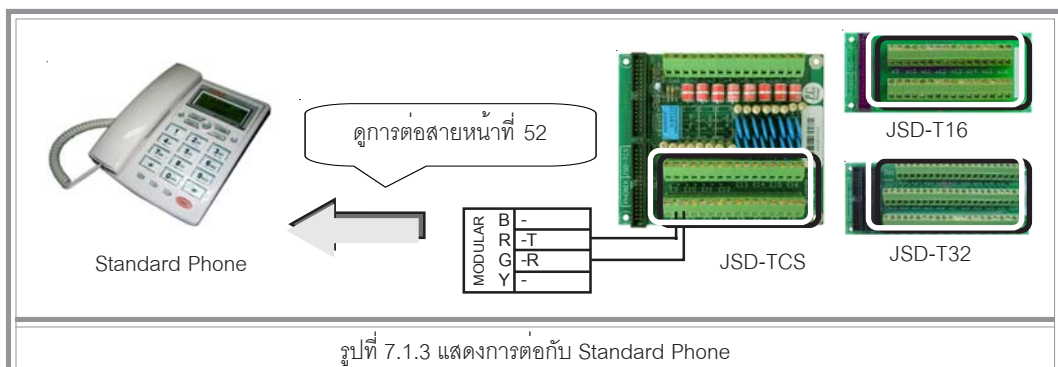 ดูการต่อสายหน้าที่ 52
JSD-T16
Standard Phone
MODULAR
B -
R -T
G -R
Y -
JSD-TCS
JSD-T32
รูปที่ 7.1.3 แสดงการต่อกับ Standard Phone